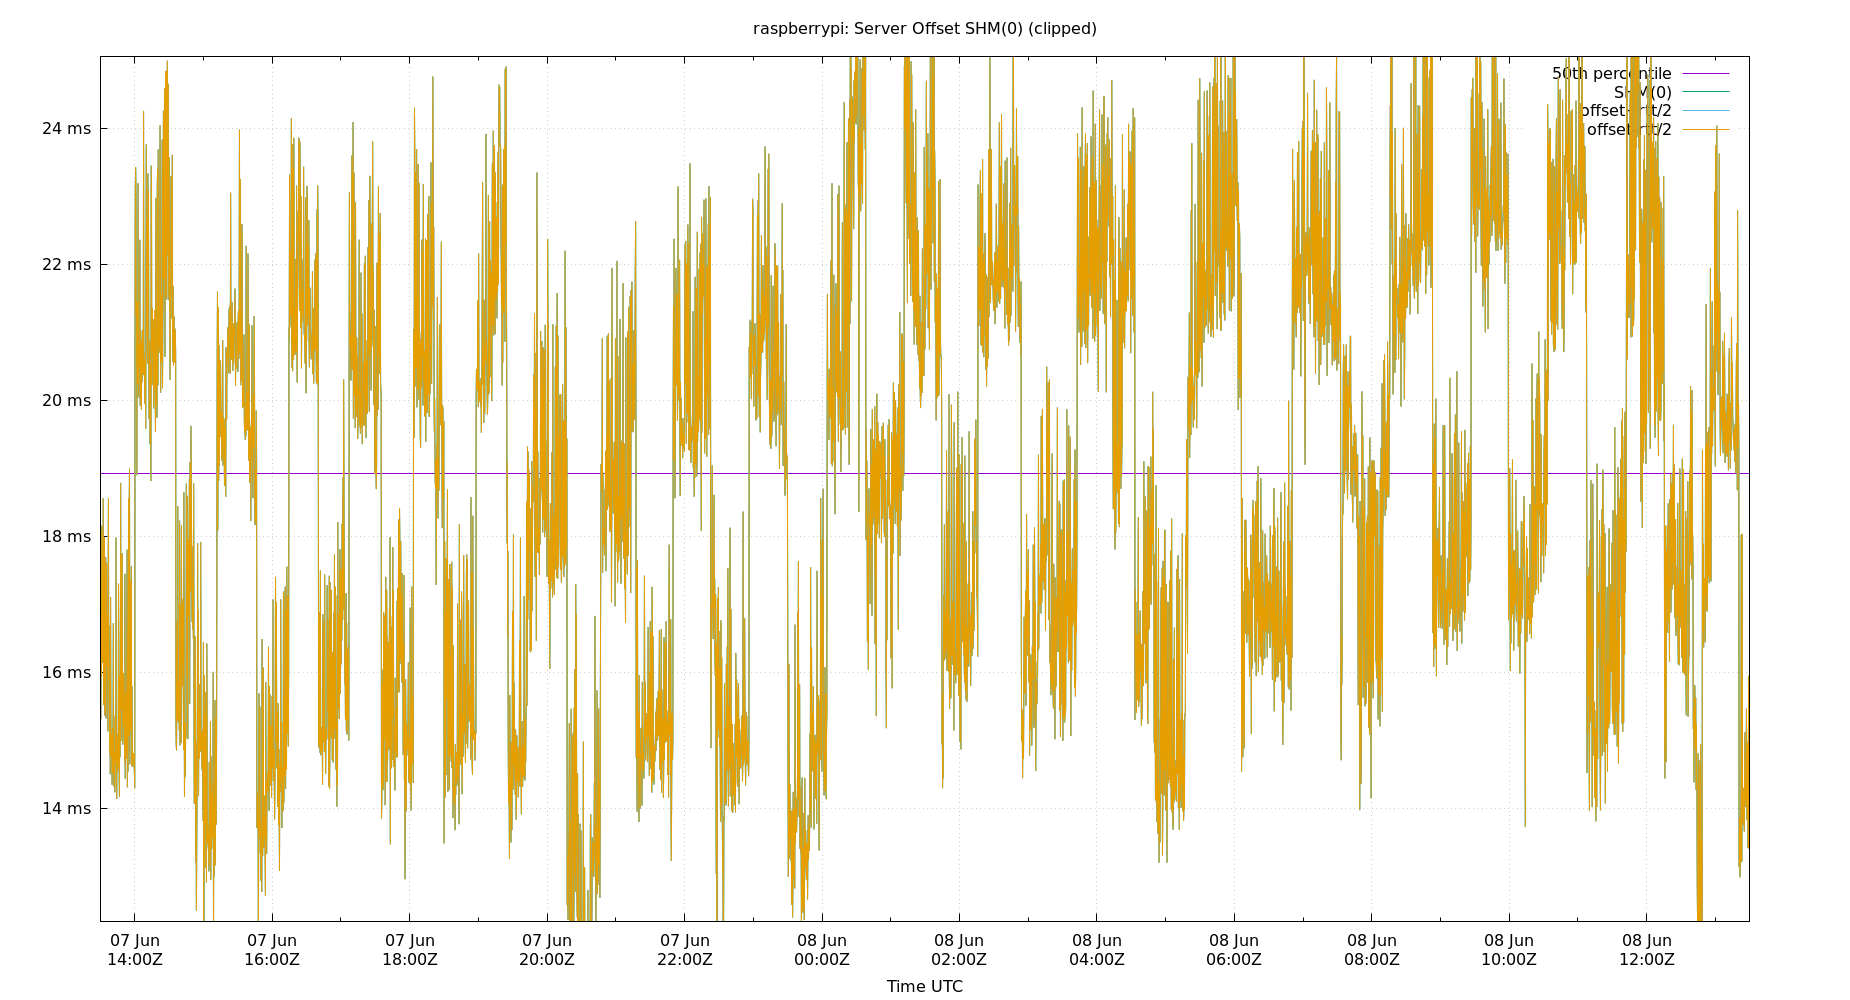 raspberrypi: Server Offset SHM(0) (clipped)
50th percentile
SHM(0)
offset+rtt/2
offset-rtt/2
24 ms
22 ms
20 ms
18 ms
16 ms
14 ms
07 Jun 07 Jun 07 Jun 07 Jun 07 Jun 08 Jun 08 Jun 08 Jun 08 Jun 08 Jun 08 Jun 08 Jun
14:00Z 16:00Z 18:00Z 20:00Z 22:00Z 00:00Z 02:00Z 04:00Z 06:00Z 08:00Z 10:00Z 12:00Z
Time UTC